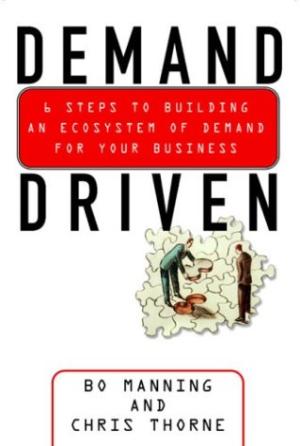 DEMAND
6 STEPS TO BUILDING
AN ECOSYSTEM OF DEMAND
FOR YOUR BUSINESS
DRIVEN
BO MANNING
AND
CHRIS THORNE